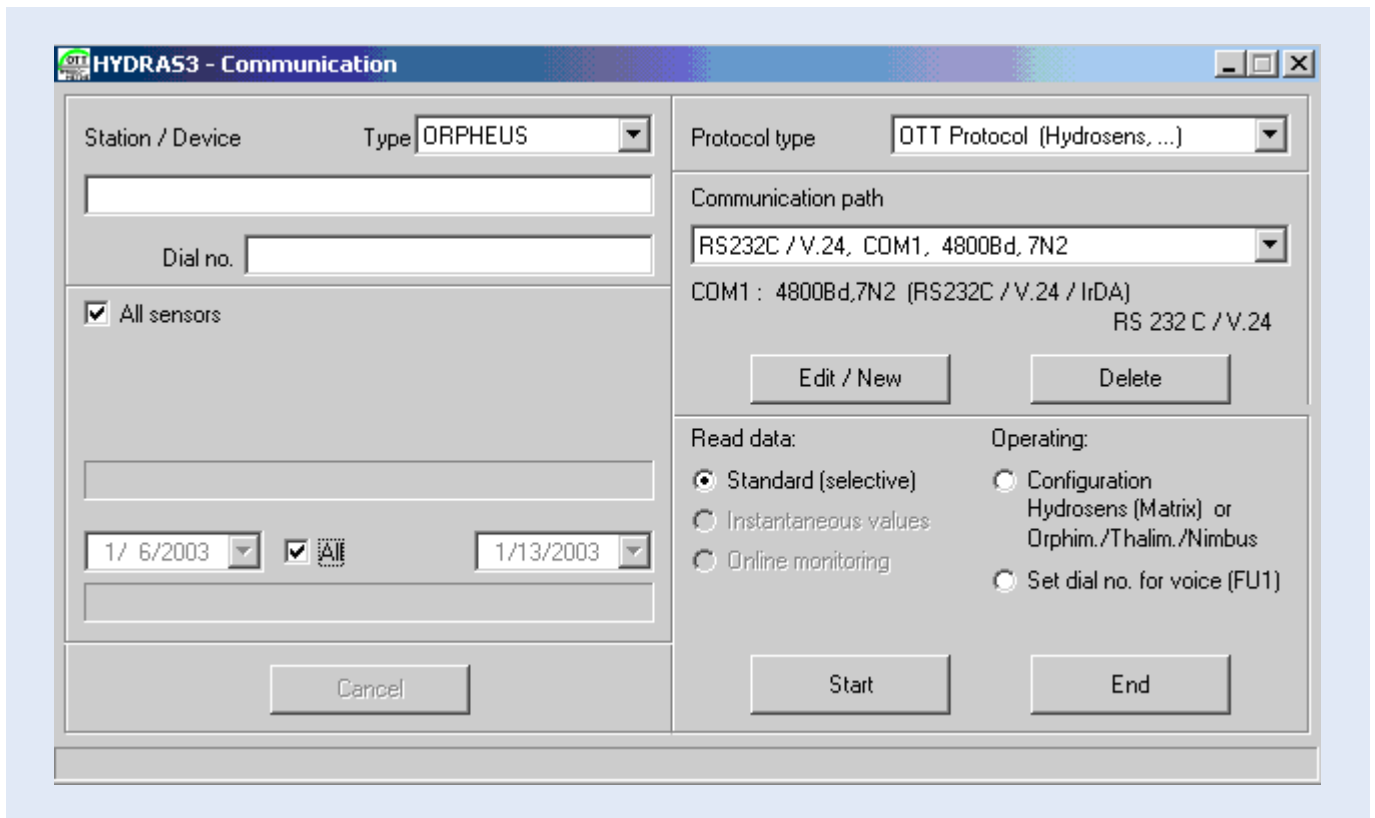 HYDRAS3 - Communication
Station / Device Type ORPHEUS
Dial no.
All sensors
1/ 6/2003 All 1/13/2003
Cancel
Protocol type OTT Protocol (Hydrosens, ...)
Communication path
RS232C / V.24, COM1, 4800Bd, 7N2
COM1 : 4800Bd,7N2 (RS232C / V.24 / IrDA)
RS 232 C / V.24
Edit / New Delete
Read data:
Standard (selective)
Instantaneous values
Online monitoring
Operating:
Configuration
Hydrosens (Matrix) or
Orphim./Thalim./Nimbus
Set dial no. for voice (FU1)
Start End